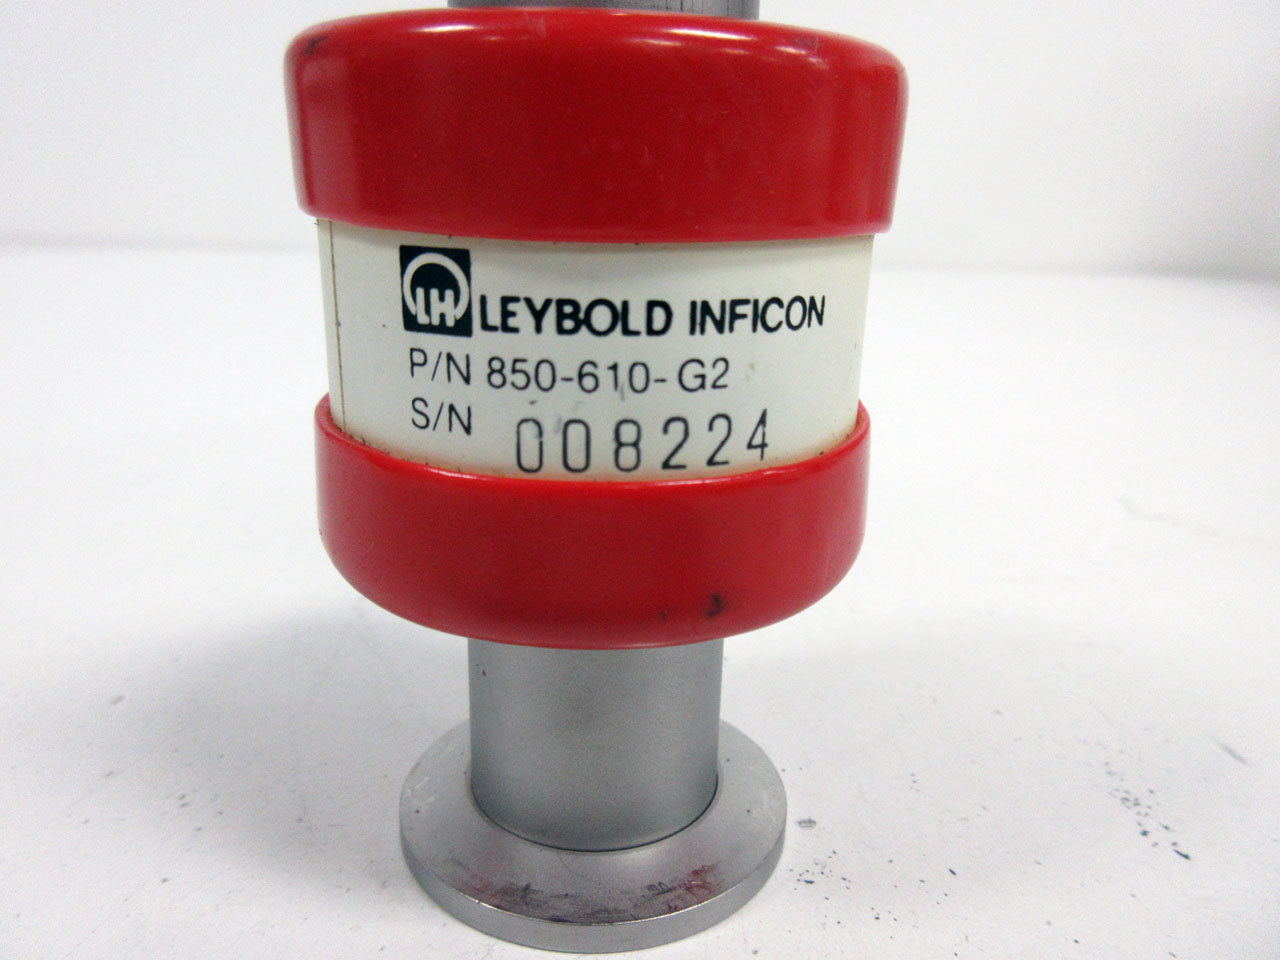 LH LEYBOLD INFICON
P/N 850-610-G2
S/N 008224